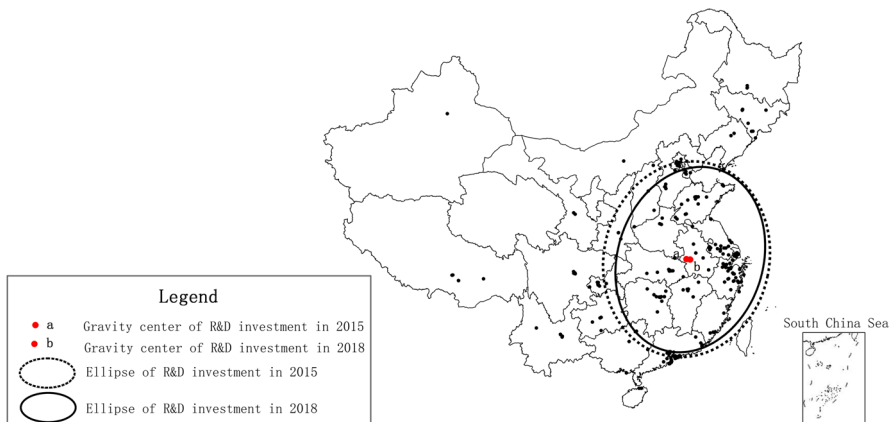 a
b
South China Sea
Legend
a Gravity center of R&D investment in 2015
b Gravity center of R&D investment in 2018
Ellipse of R&D investment in 2015
Ellipse of R&D investment in 2018